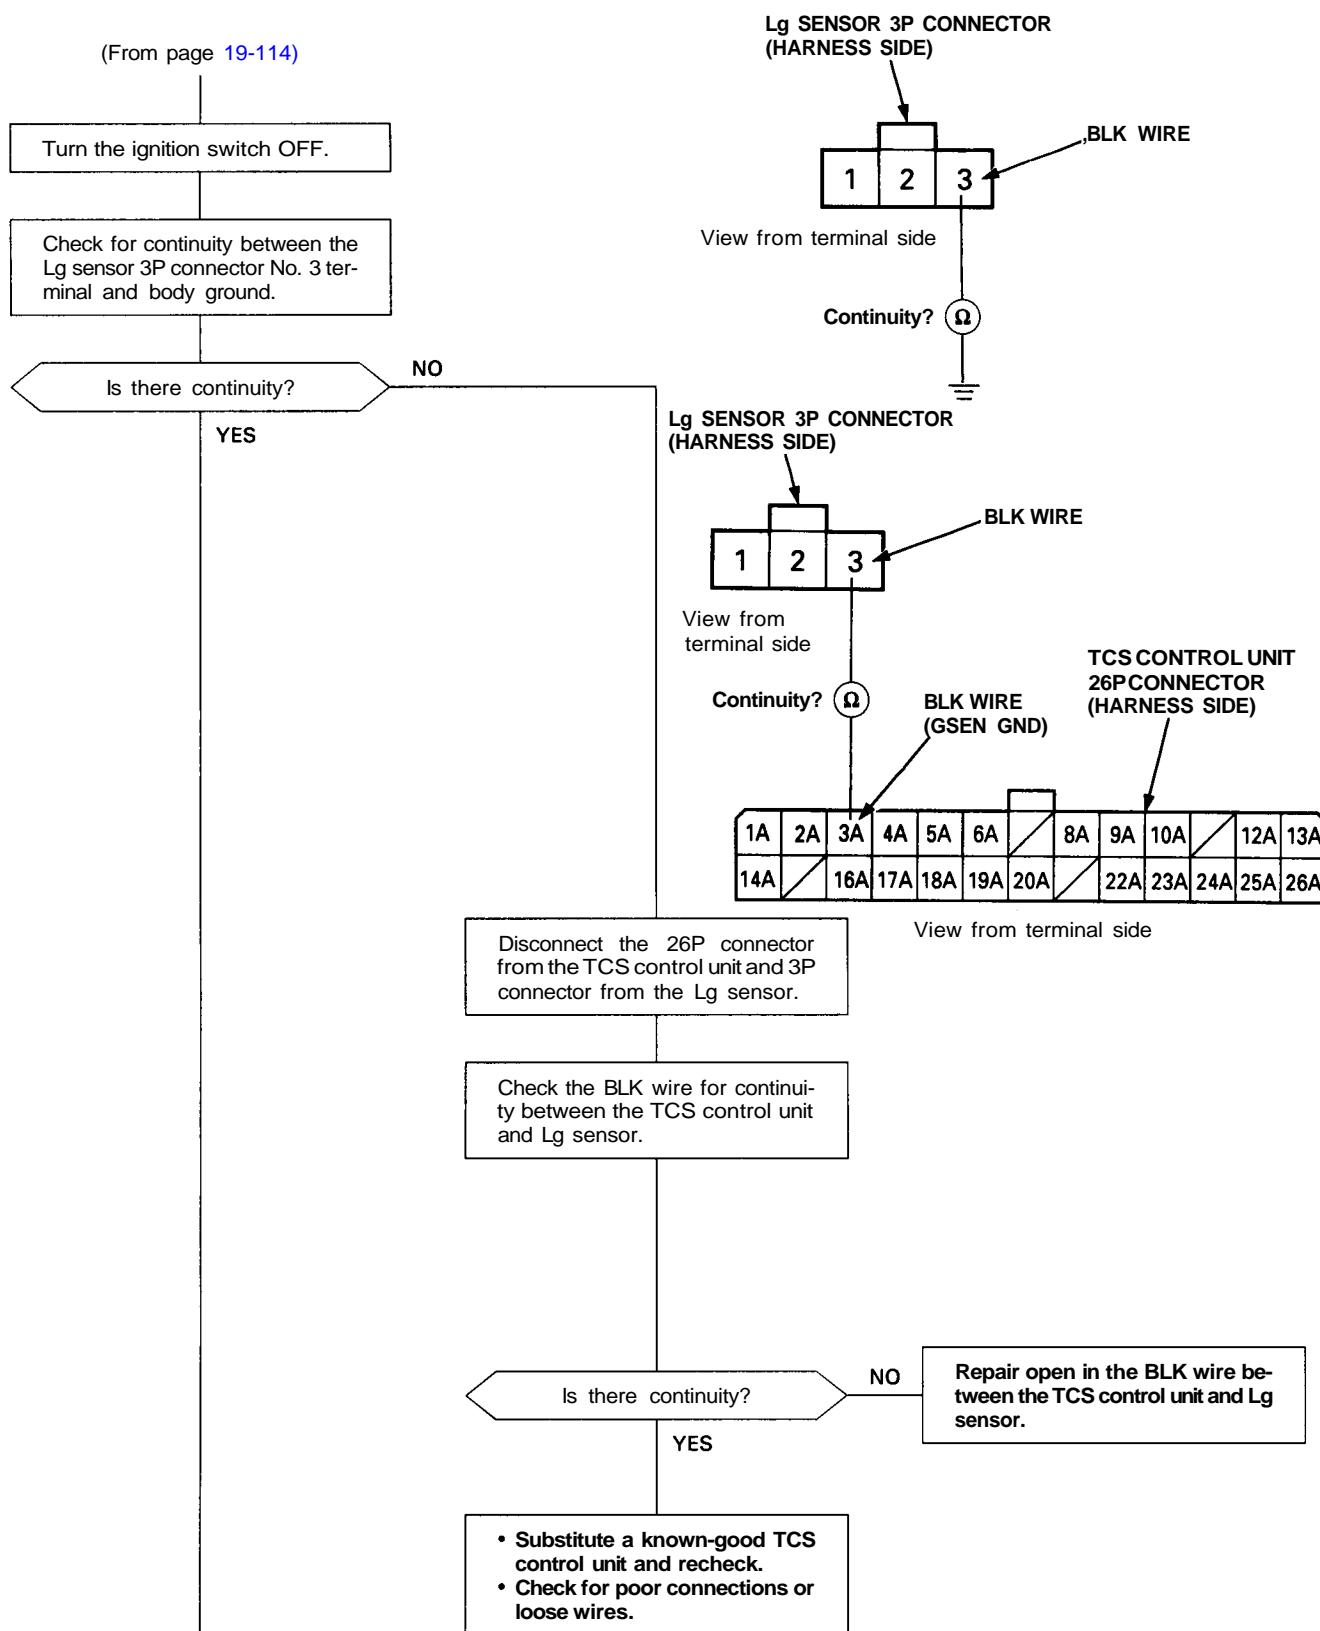 (From page 19-114)
Turn the ignition switch OFF.
Check for continuity between the
Lg sensor 3P connector No. 3 ter-
minal and body ground.
Is there continuity?
NO
YES
Lg SENSOR 3P CONNECTOR
(HARNESS SIDE)
,BLK WIRE
1 2 3
View from terminal side
Continuity? Ω
Lg SENSOR 3P CONNECTOR
(HARNESS SIDE)
BLK WIRE
1 2 3
View from
terminal side
Continuity? Ω
BLK WIRE
(GSEN GND)
TCS CONTROL UNIT
26P CONNECTOR
(HARNESS SIDE)
1A 2A 3A 4A 5A 6A 8A 9A 10A 12A 13A
14A 16A 17A 18A 19A 20A 22A 23A 24A 25A 26A
View from terminal side
Disconnect the 26P connector
from the TCS control unit and 3P
connector from the Lg sensor.
Check the BLK wire for continui-
ty between the TCS control unit
and Lg sensor.
Is there continuity?
NO
Repair open in the BLK wire be-
tween the TCS control unit and Lg
sensor.
YES
• Substitute a known-good TCS
control unit and recheck.
• Check for poor connections or
loose wires.